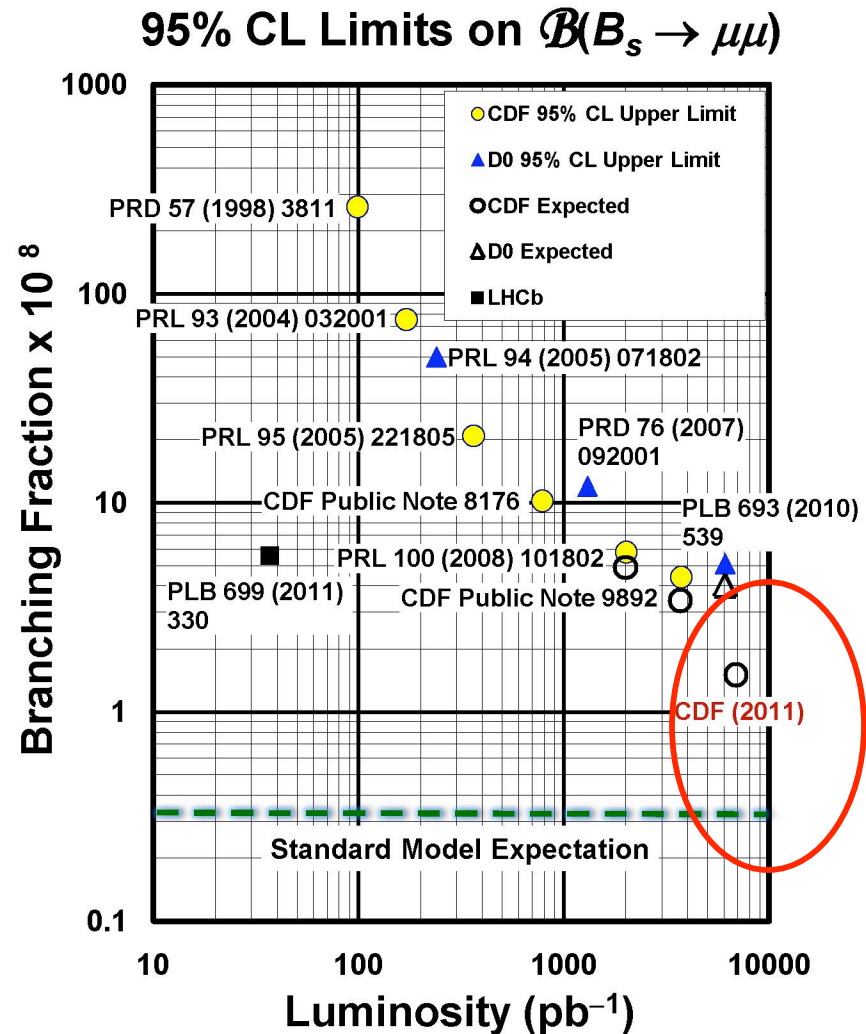 95% CL Limits on ℬ(Bₛ → μμ)
1000
100
10
1
0.1
Branching Fraction x 10⁸
CDF 95% CL Upper Limit
D0 95% CL Upper Limit
CDF Expected
D0 Expected
LHCb
PRD 57 (1998) 3811
PRL 93 (2004) 032001
PRL 94 (2005) 071802
PRL 95 (2005) 221805
PRD 76 (2007)
092001
CDF Public Note 8176
PLB 693 (2010)
539
PRL 100 (2008) 101802
PLB 699 (2011)
330
CDF Public Note 9892
CDF (2011)
Standard Model Expectation
10
100
1000
10000
Luminosity (pb⁻¹)